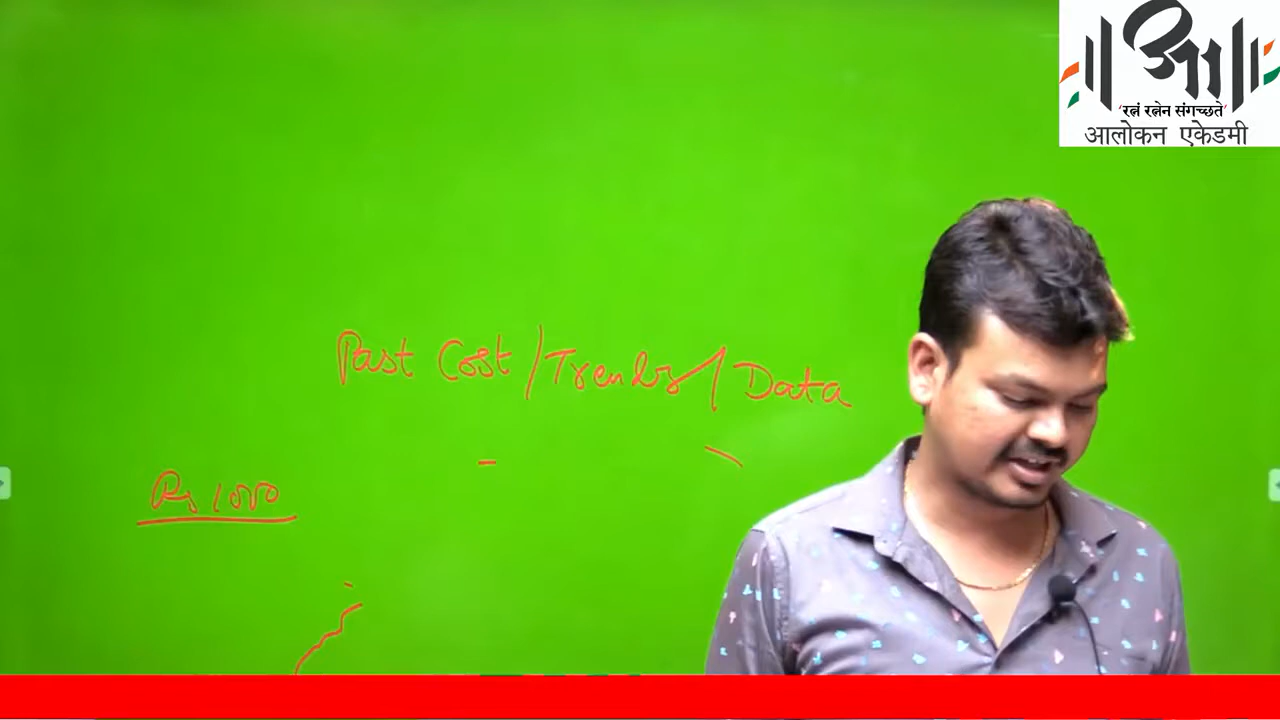 'रत्नं रत्नेन संगच्छते'
आलोकन एकेडमी
Past Cost / Trends / Data
Rs 1000